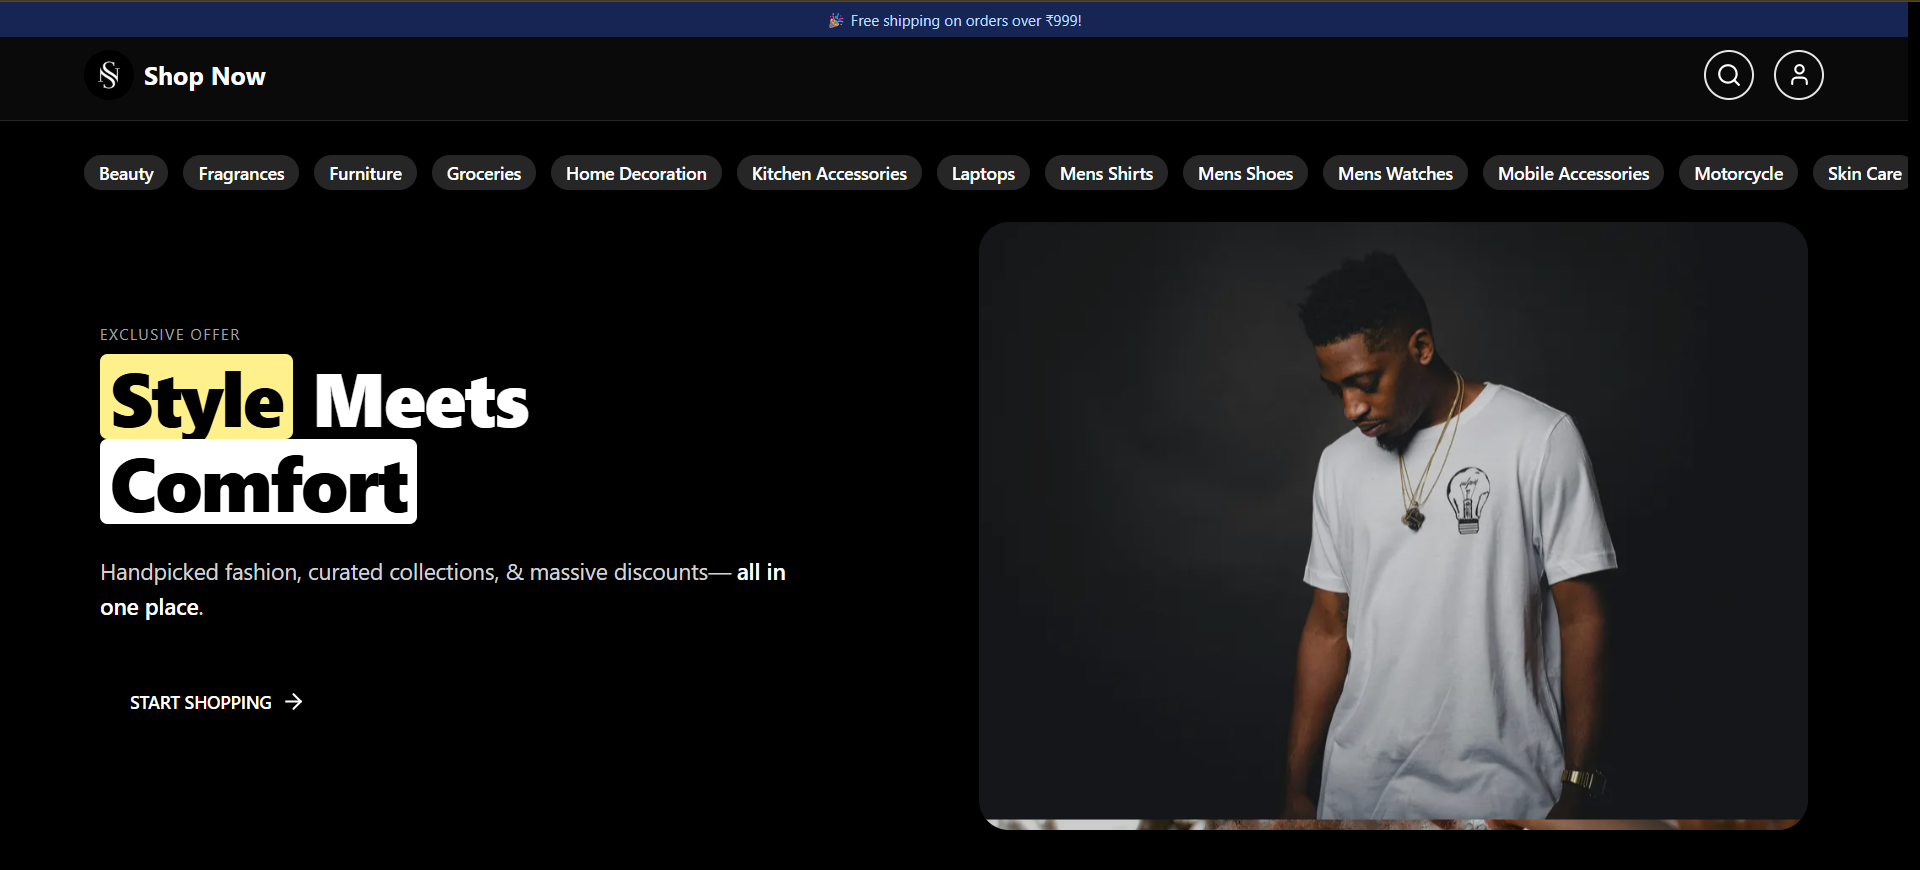 🎉 Free shipping on orders over ₹999!
Shop Now
Beauty Fragrances Furniture Groceries Home Decoration Kitchen Accessories Laptops Mens Shirts Mens Shoes Mens Watches Mobile Accessories Motorcycle Skin Care
EXCLUSIVE OFFER
Style Meets
Comfort
Handpicked fashion, curated collections, & massive discounts— all in
one place.
START SHOPPING →